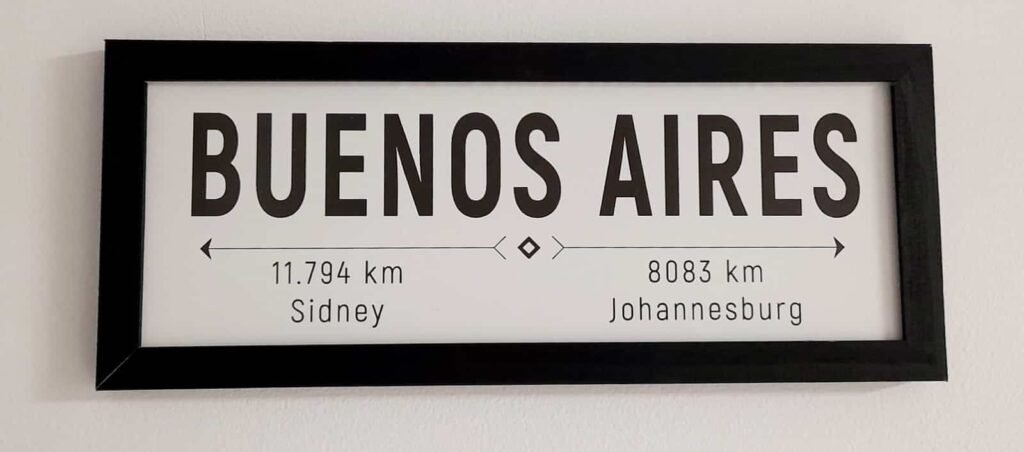 BUENOS AIRES
11.794 km
Sidney
8083 km
Johannesburg